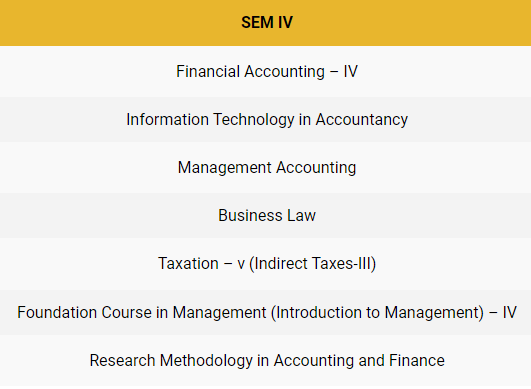 SEM IV
Financial Accounting – IV
Information Technology in Accountancy
Management Accounting
Business Law
Taxation – v (Indirect Taxes-III)
Foundation Course in Management (Introduction to Management) – IV
Research Methodology in Accounting and Finance